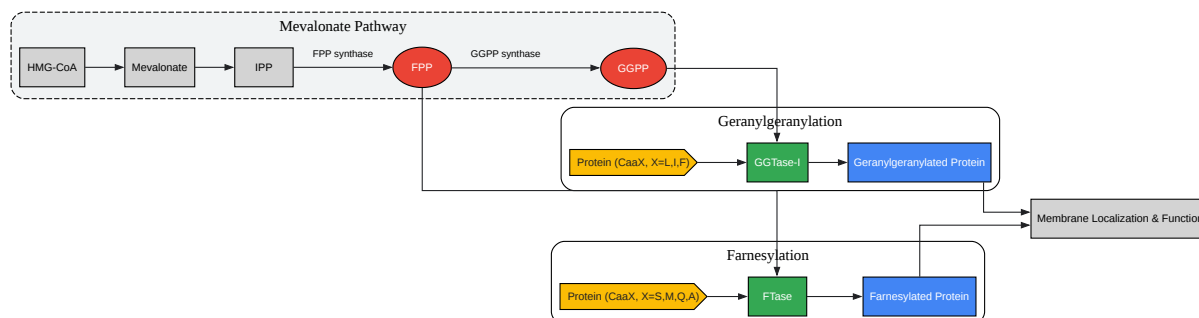 Mevalonate Pathway
HMG-CoA
Mevalonate
IPP
FPP synthase
FPP
GGPP synthase
GGPP
Geranylgeranylation
Protein (CaaX, X=L,I,F)
GGTase-I
Geranylgeranylated Protein
Membrane Localization & Function
Farnesylation
Protein (CaaX, X=S,M,Q,A)
FTase
Farnesylated Protein